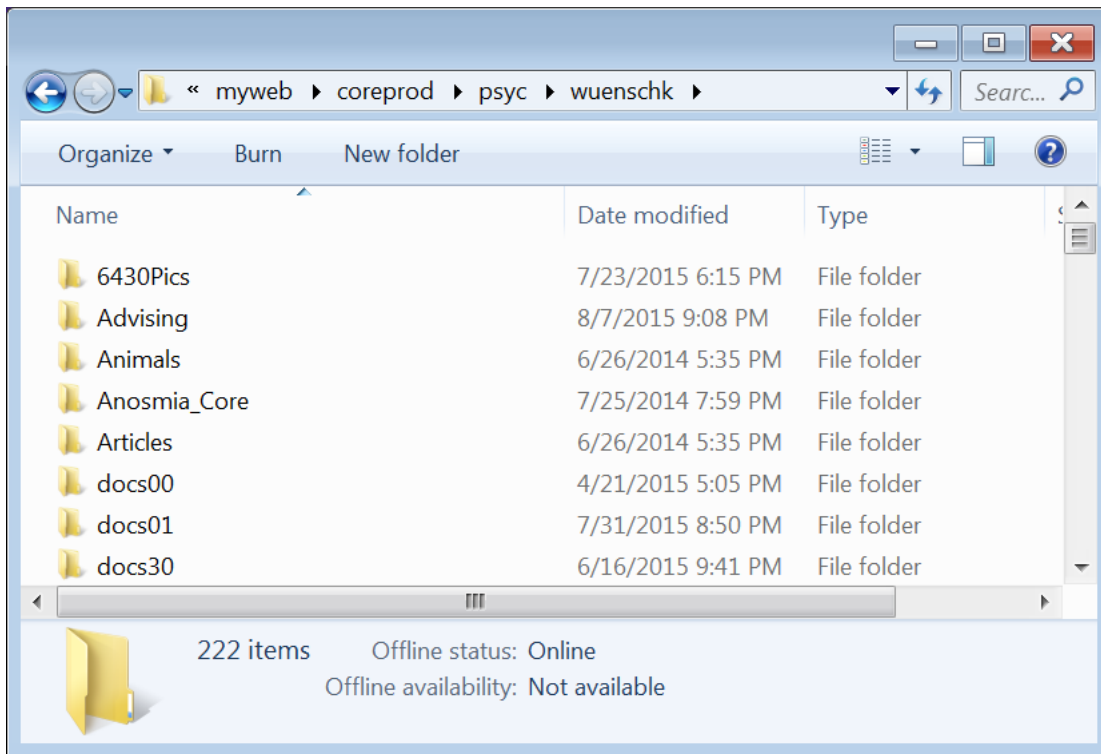 « myweb ▸ coreprod ▸ psyc ▸ wuenschk ▸ Searc...
Organize Burn New folder
Name Date modified Type
6430Pics 7/23/2015 6:15 PM File folder
Advising 8/7/2015 9:08 PM File folder
Animals 6/26/2014 5:35 PM File folder
Anosmia_Core 7/25/2014 7:59 PM File folder
Articles 6/26/2014 5:35 PM File folder
docs00 4/21/2015 5:05 PM File folder
docs01 7/31/2015 8:50 PM File folder
docs30 6/16/2015 9:41 PM File folder
222 items Offline status: Online
Offline availability: Not available